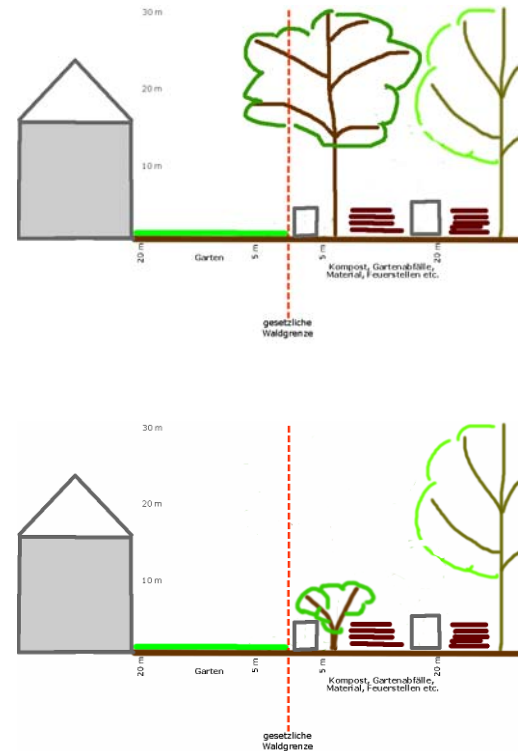 30 m
20 m
10 m
20 m
Garten
5 m
5 m
20 m
Kompost, Gartenabfälle,
Material, Feuerstellen etc.
gesetzliche
Waldgrenze
30 m
20 m
10 m
20 m
Garten
5 m
5 m
20 m
Kompost, Gartenabfälle,
Material, Feuerstellen etc.
gesetzliche
Waldgrenze